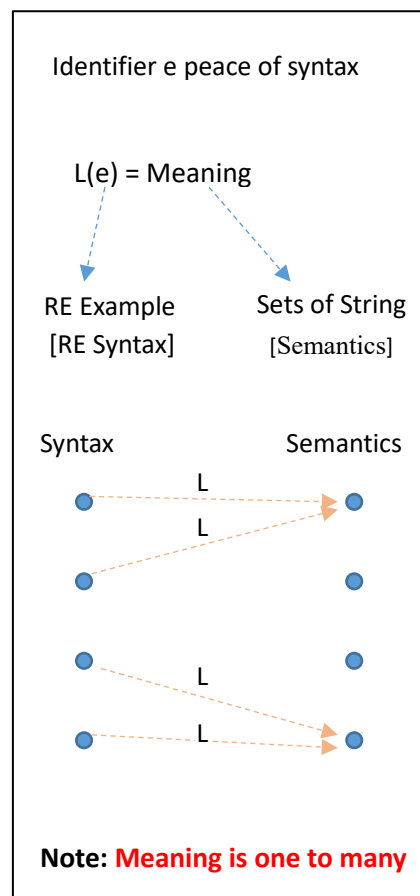 Identifier e peace of syntax
L(e) = Meaning
RE Example Sets of String
[RE Syntax] [Semantics]
Syntax Semantics
L
L
L
L
Note: Meaning is one to many